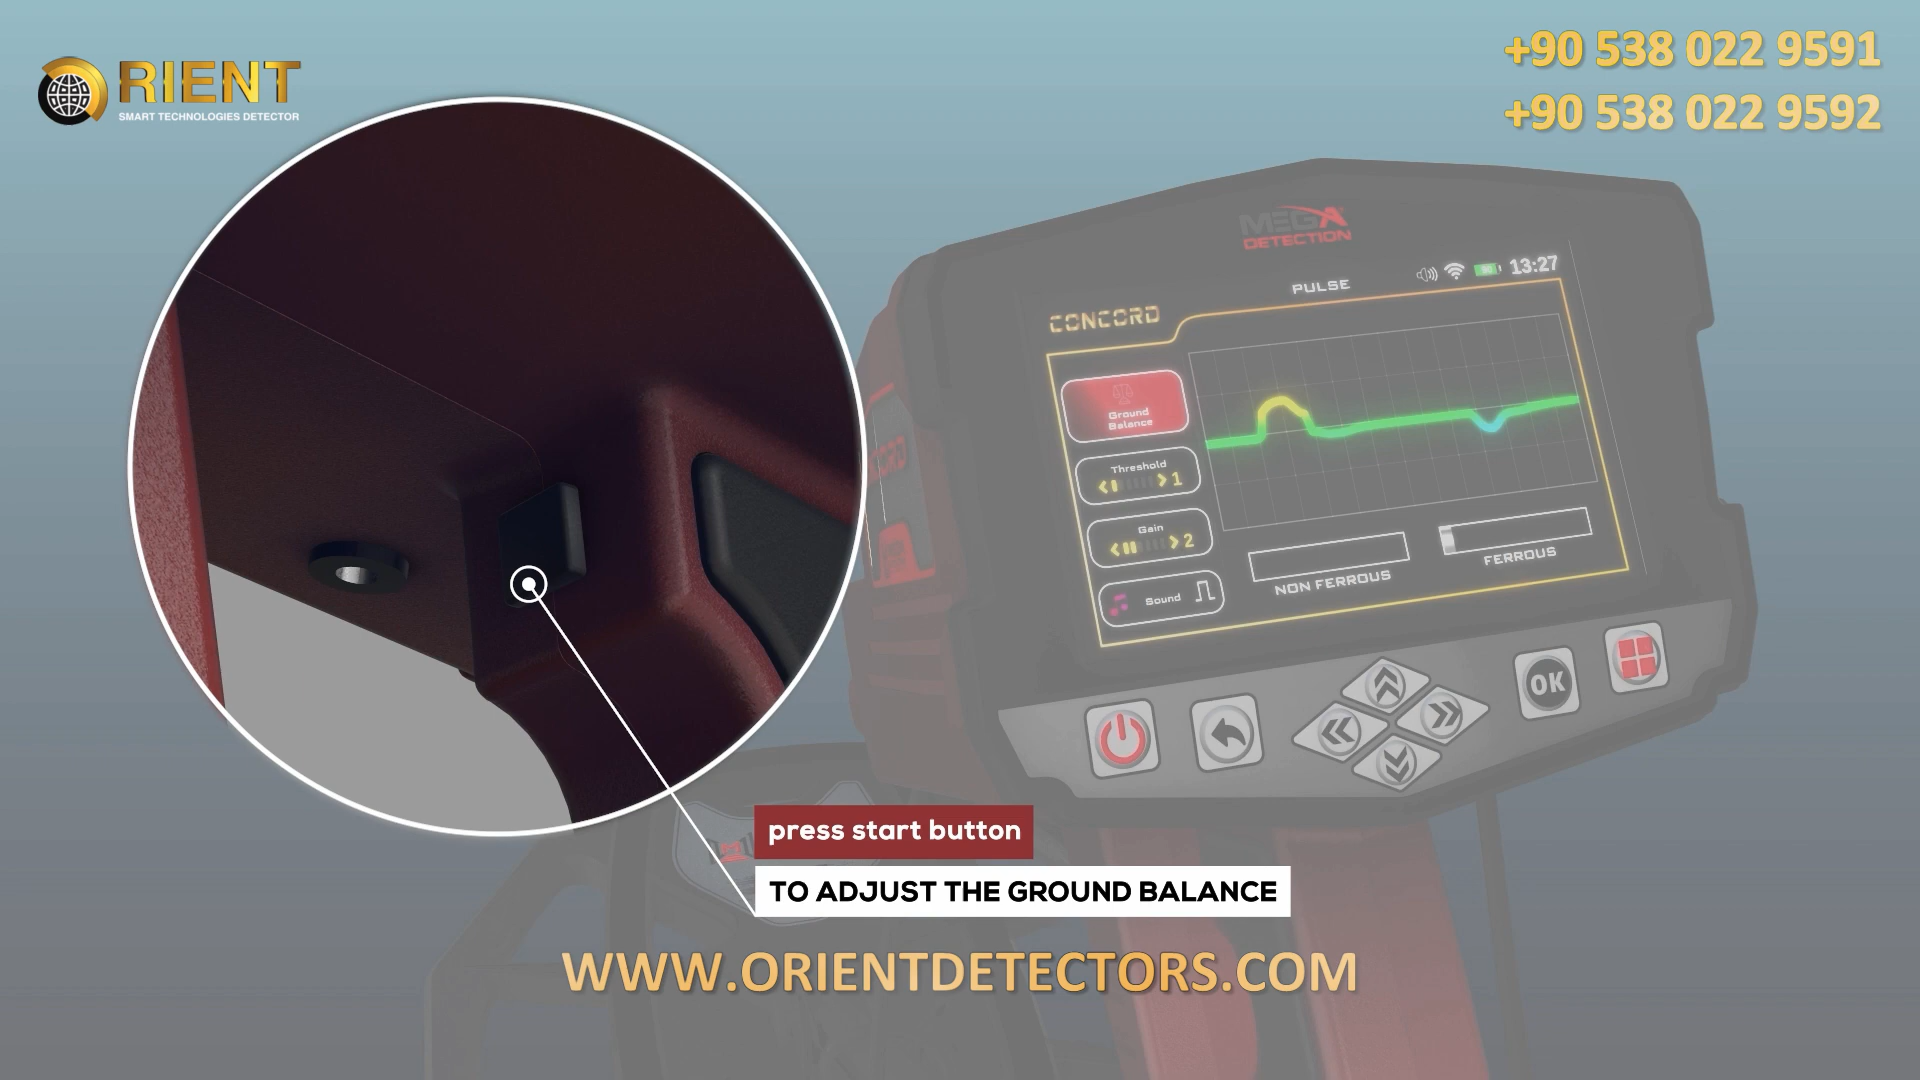 RIENT
SMART TECHNOLOGIES DETECTOR
+90 538 022 9591
+90 538 022 9592
MEGA
DETECTION
13:27
PULSE
CONCORD
Ground
Balance
Threshold
1
Gain
2
Sound
NON FERROUS
FERROUS
OK
press start button
TO ADJUST THE GROUND BALANCE
WWW.ORIENTDETECTORS.COM